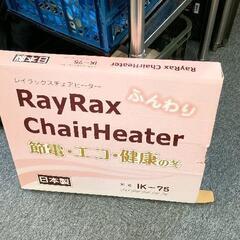 RayRax ChairHeater
日本製
レイラックスチェアヒーター
ふんわり
RayRax
ChairHeater
節電・エコ・健康の
日本製
IK-75